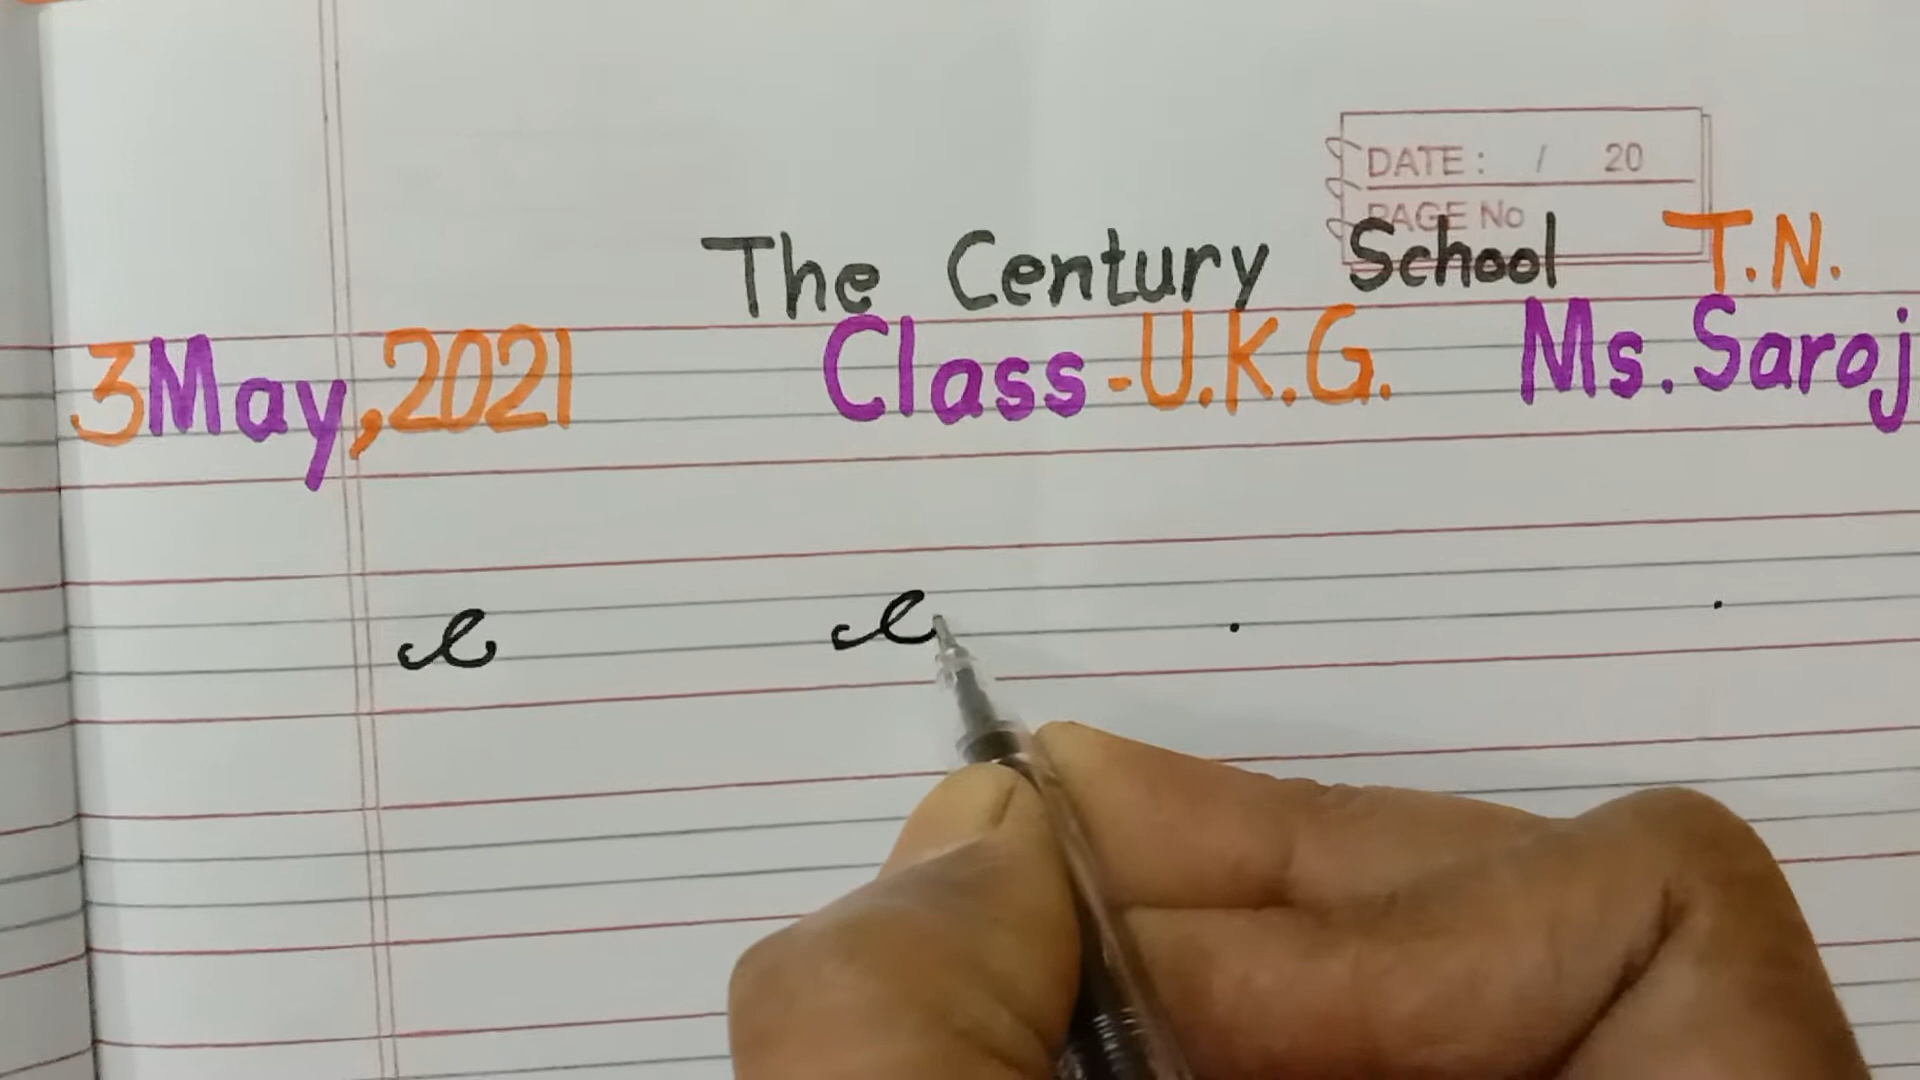 DATE: / 20
PAGE No
The Century School T.N.
3May,2021 Class-U.K.G. Ms. Saroj
e e